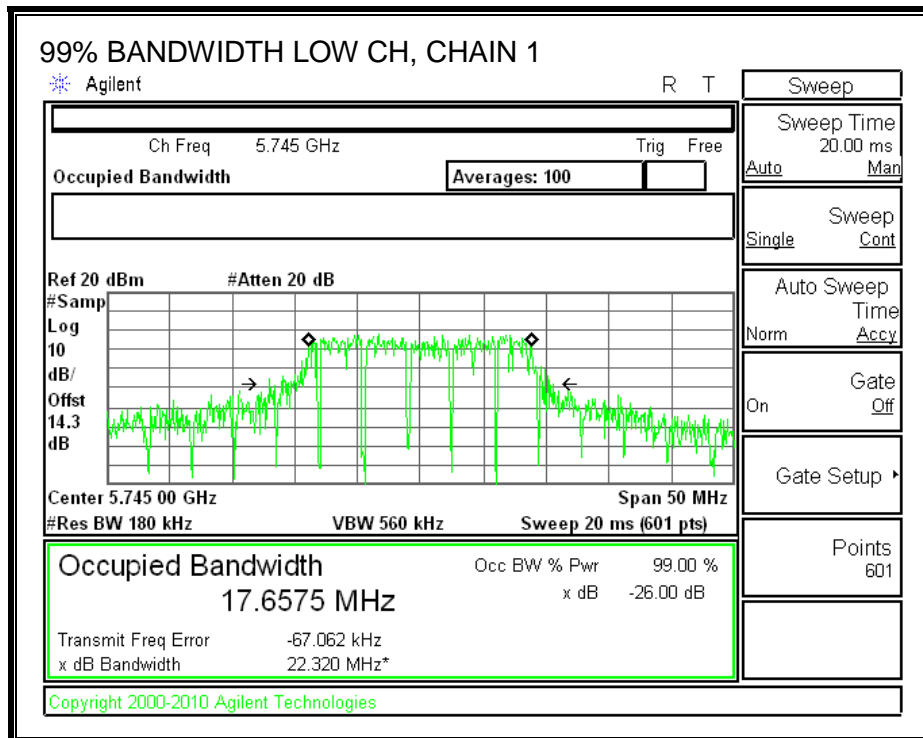 99% BANDWIDTH LOW CH, CHAIN 1
Agilent R T
Ch Freq 5.745 GHz Trig Free
Occupied Bandwidth Averages: 100
Ref 20 dBm #Atten 20 dB
#Samp
Log
10
dB/
Offst
14.3
dB
Center 5.745 00 GHz Span 50 MHz
#Res BW 180 kHz VBW 560 kHz Sweep 20 ms (601 pts)
Occupied Bandwidth Occ BW % Pwr 99.00 %
17.6575 MHz x dB -26.00 dB
Transmit Freq Error -67.062 kHz
x dB Bandwidth 22.320 MHz*
Copyright 2000-2010 Agilent Technologies
Sweep
Sweep Time
20.00 ms
Auto Man
Sweep
Single Cont
Auto Sweep
Time
Norm Accy
Gate
On Off
Gate Setup
Points
601